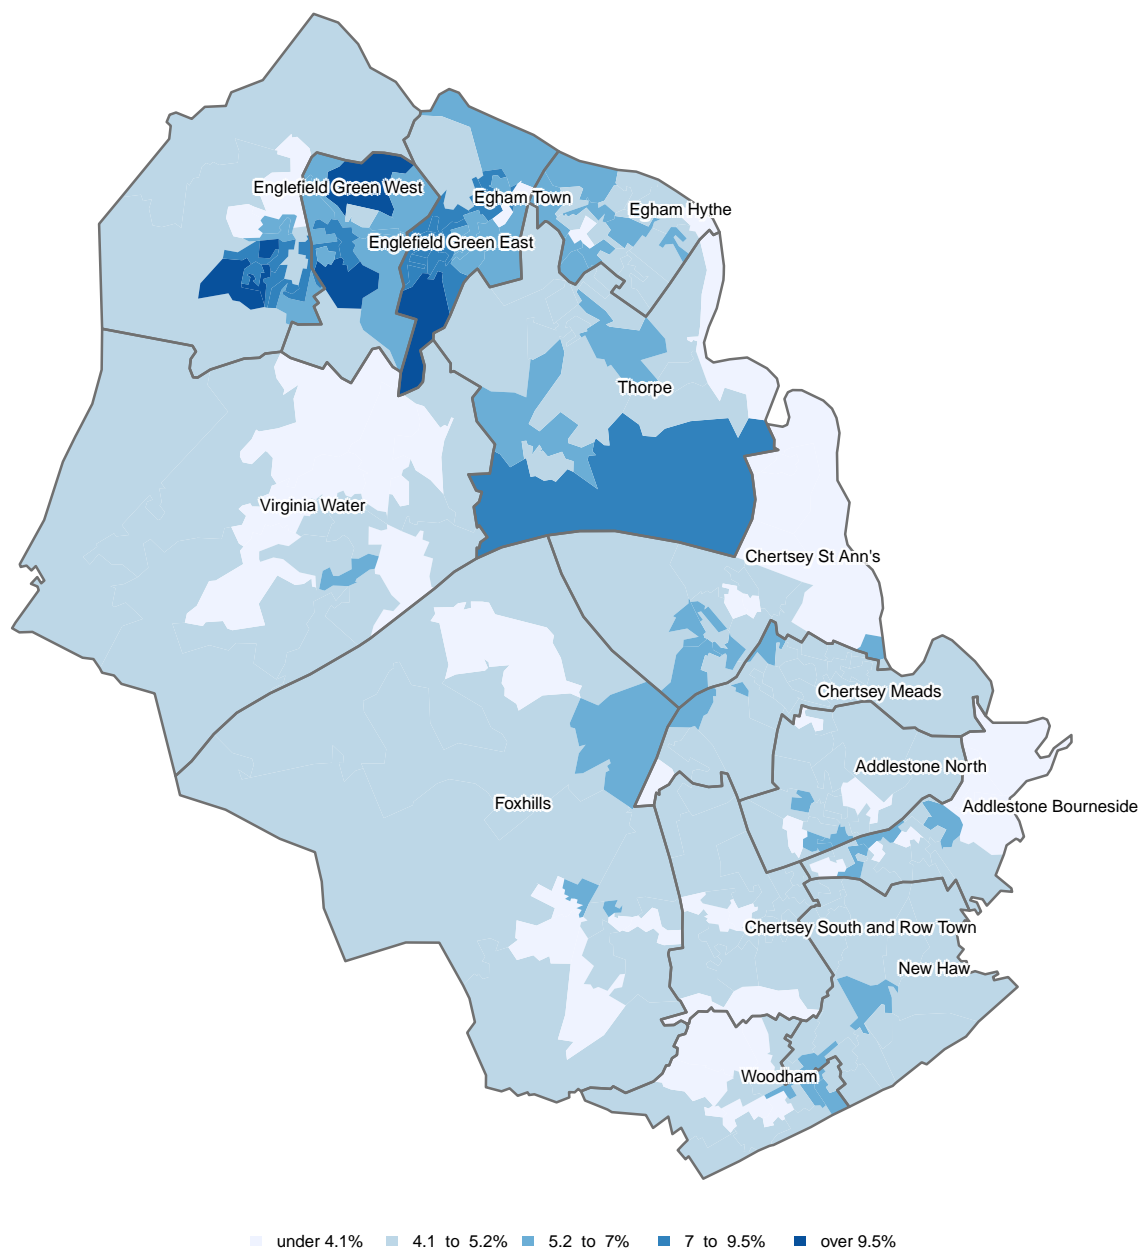 Englefield Green West
Egham Town
Egham Hythe
Englefield Green East
Thorpe
Virginia Water
Chertsey St Ann's
Chertsey Meads
Addlestone North
Foxhills
Addlestone Bourneside
Chertsey South and Row Town
New Haw
Woodham
under 4.1% 4.1 to 5.2% 5.2 to 7% 7 to 9.5% over 9.5%